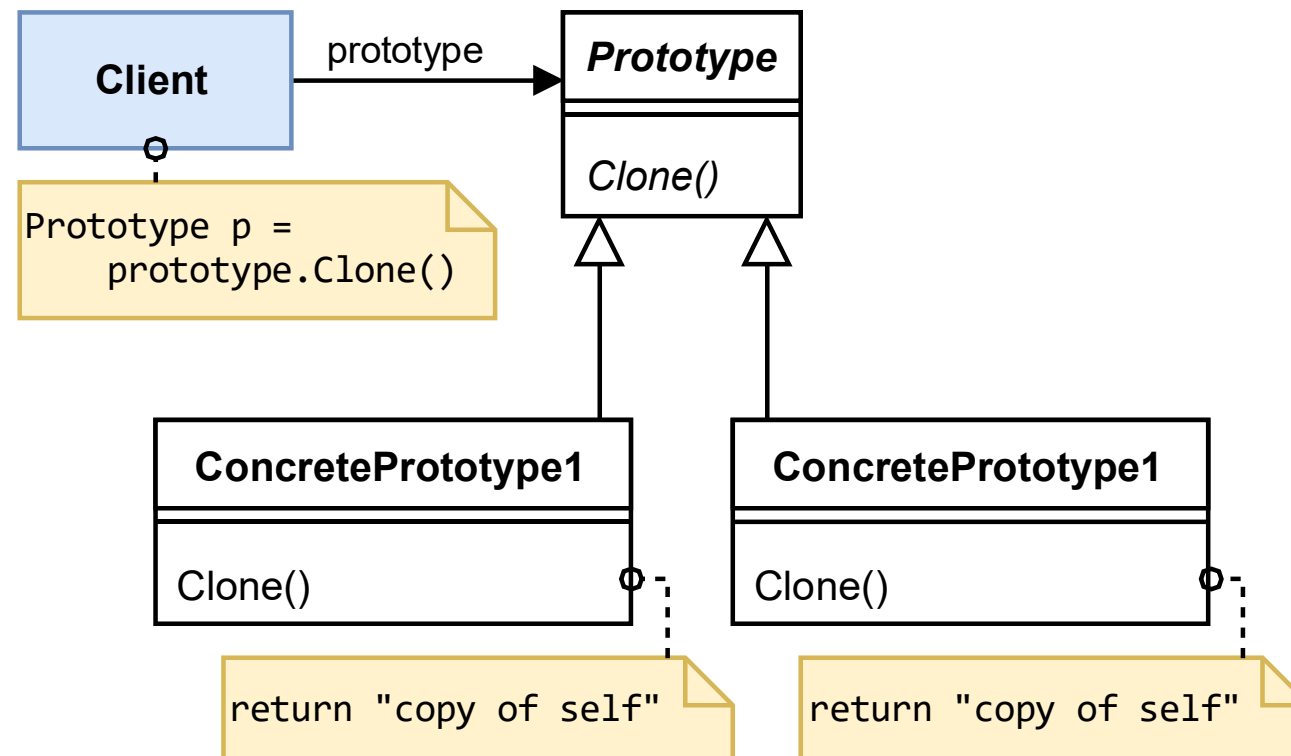 Client
prototype
Prototype
Clone()
Prototype p =
    prototype.Clone()
ConcretePrototype1
Clone()
return "copy of self"
ConcretePrototype1
Clone()
return "copy of self"